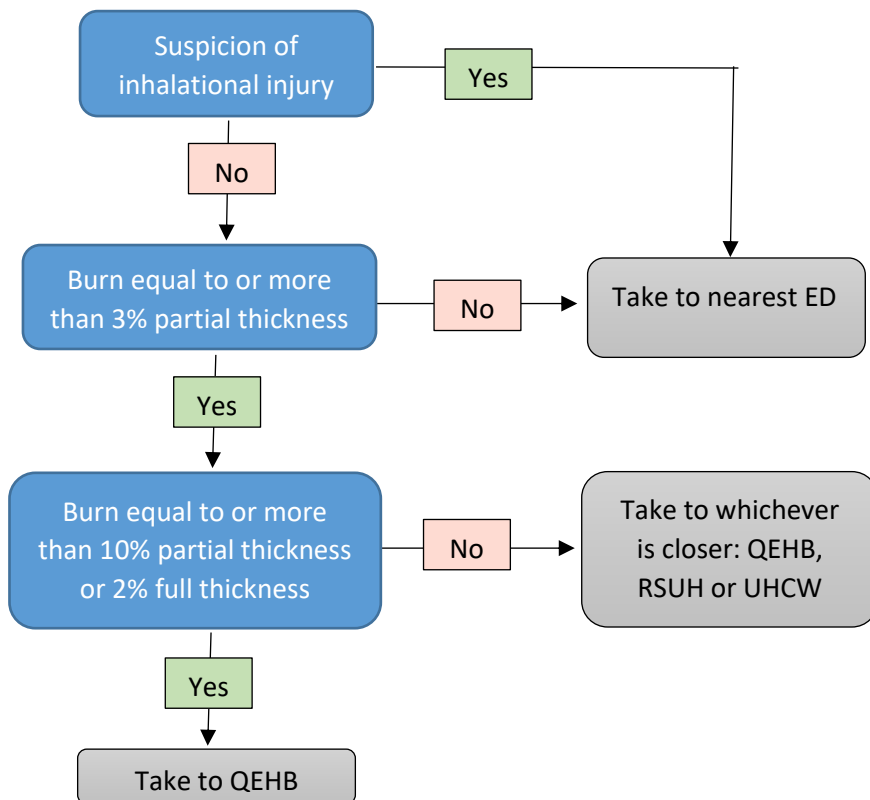 Suspicion of
inhalational injury
Yes
No
Burn equal to or more
than 3% partial thickness
No
Take to nearest ED
Yes
Burn equal to or more
than 10% partial thickness
or 2% full thickness
No
Take to whichever
is closer: QEHB,
RSUH or UHCW
Yes
Take to QEHB